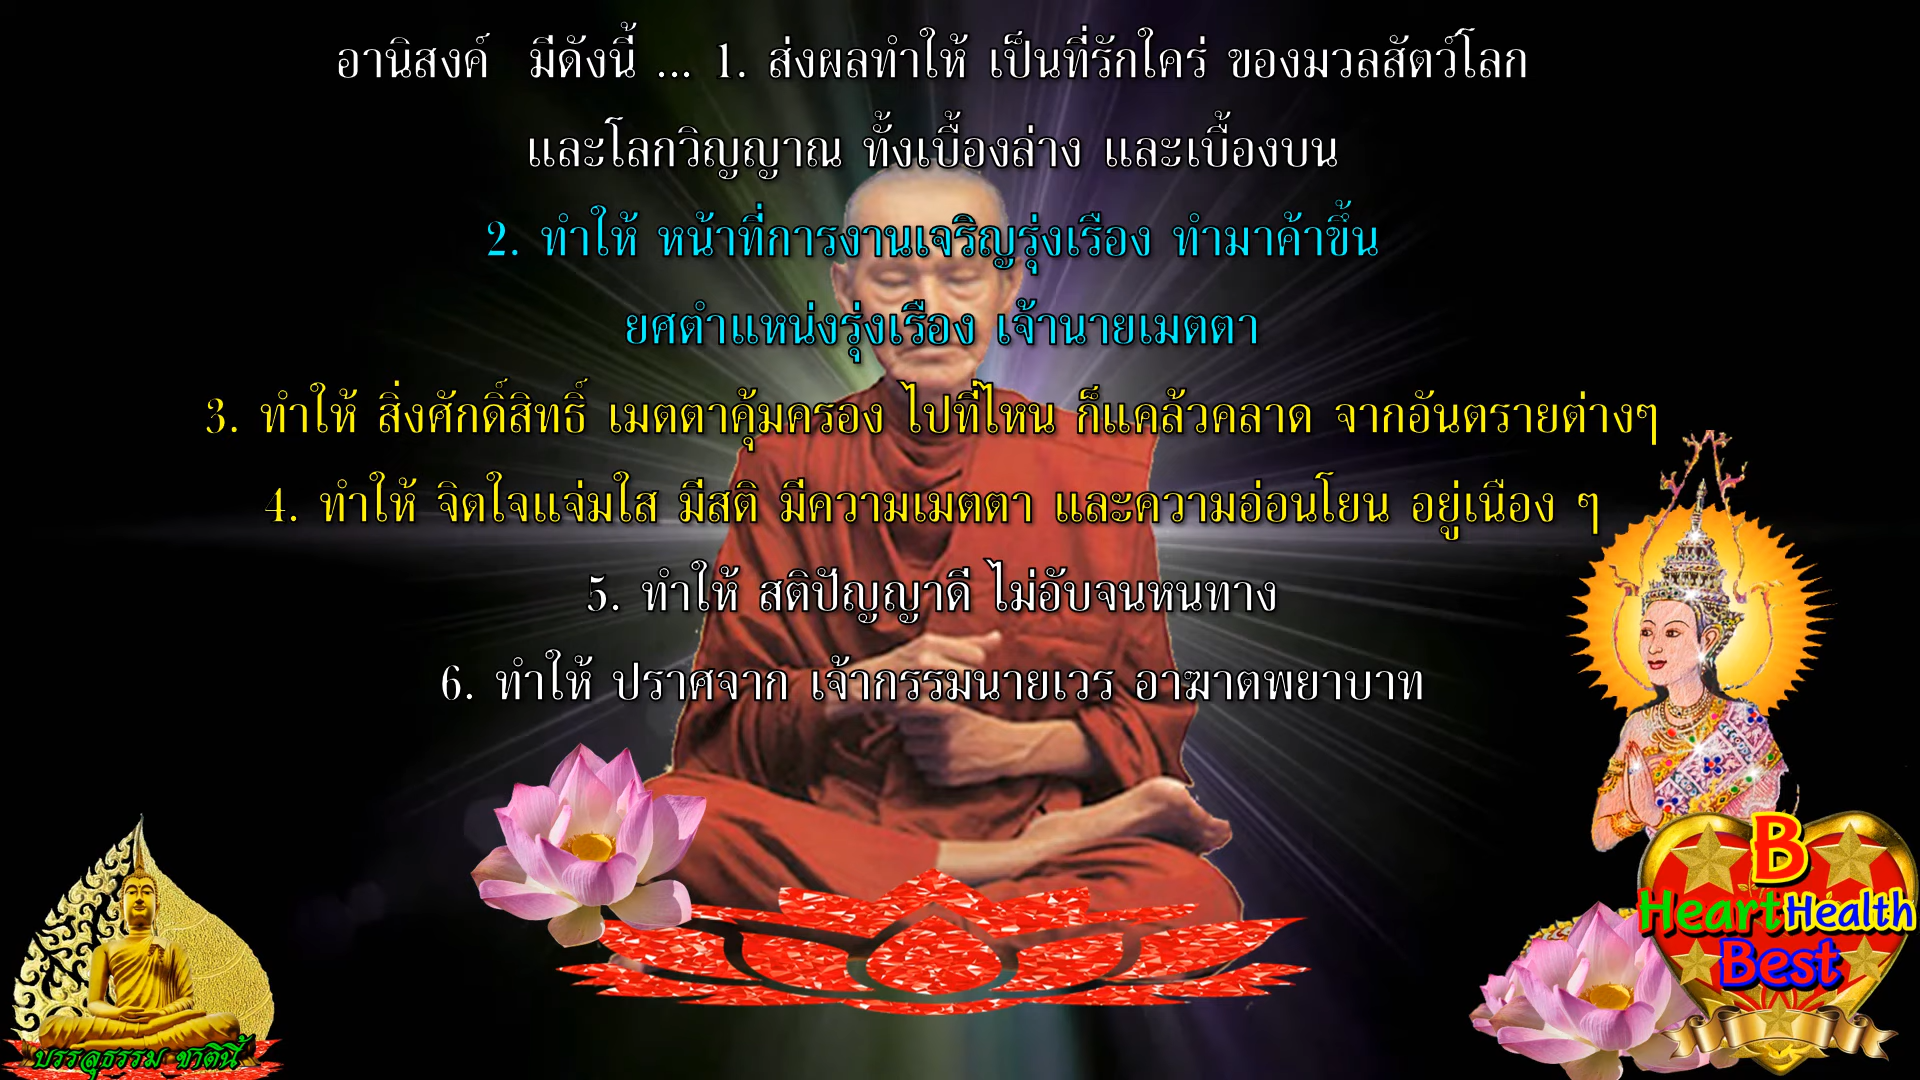 อานิสงค์ มีดังนี้ ... 1. ส่งผลทำให้ เป็นที่รักใคร่ ของมวลสัตว์โลก
และโลกวิญญาณ ทั้งเบื้องล่าง และเบื้องบน
2. ทำให้ หน้าที่การงานเจริญรุ่งเรือง ทำมาค้าขึ้น
ยศตำแหน่งรุ่งเรือง เจ้านายเมตตา
3. ทำให้ สิ่งศักดิ์สิทธิ์ เมตตาคุ้มครอง ไปที่ไหน ก็แคล้วคลาด จากอันตรายต่างๆ
4. ทำให้ จิตใจแจ่มใส มีสติ มีความเมตตา และความอ่อนโยน อยู่เนือง ๆ
5. ทำให้ สติปัญญาดี ไม่อับจนหนทาง
6. ทำให้ ปราศจาก เจ้ากรรมนายเวร อาฆาตพยาบาท
B
HeartHealth
Best
บรรลุธรรม ชาตินี้